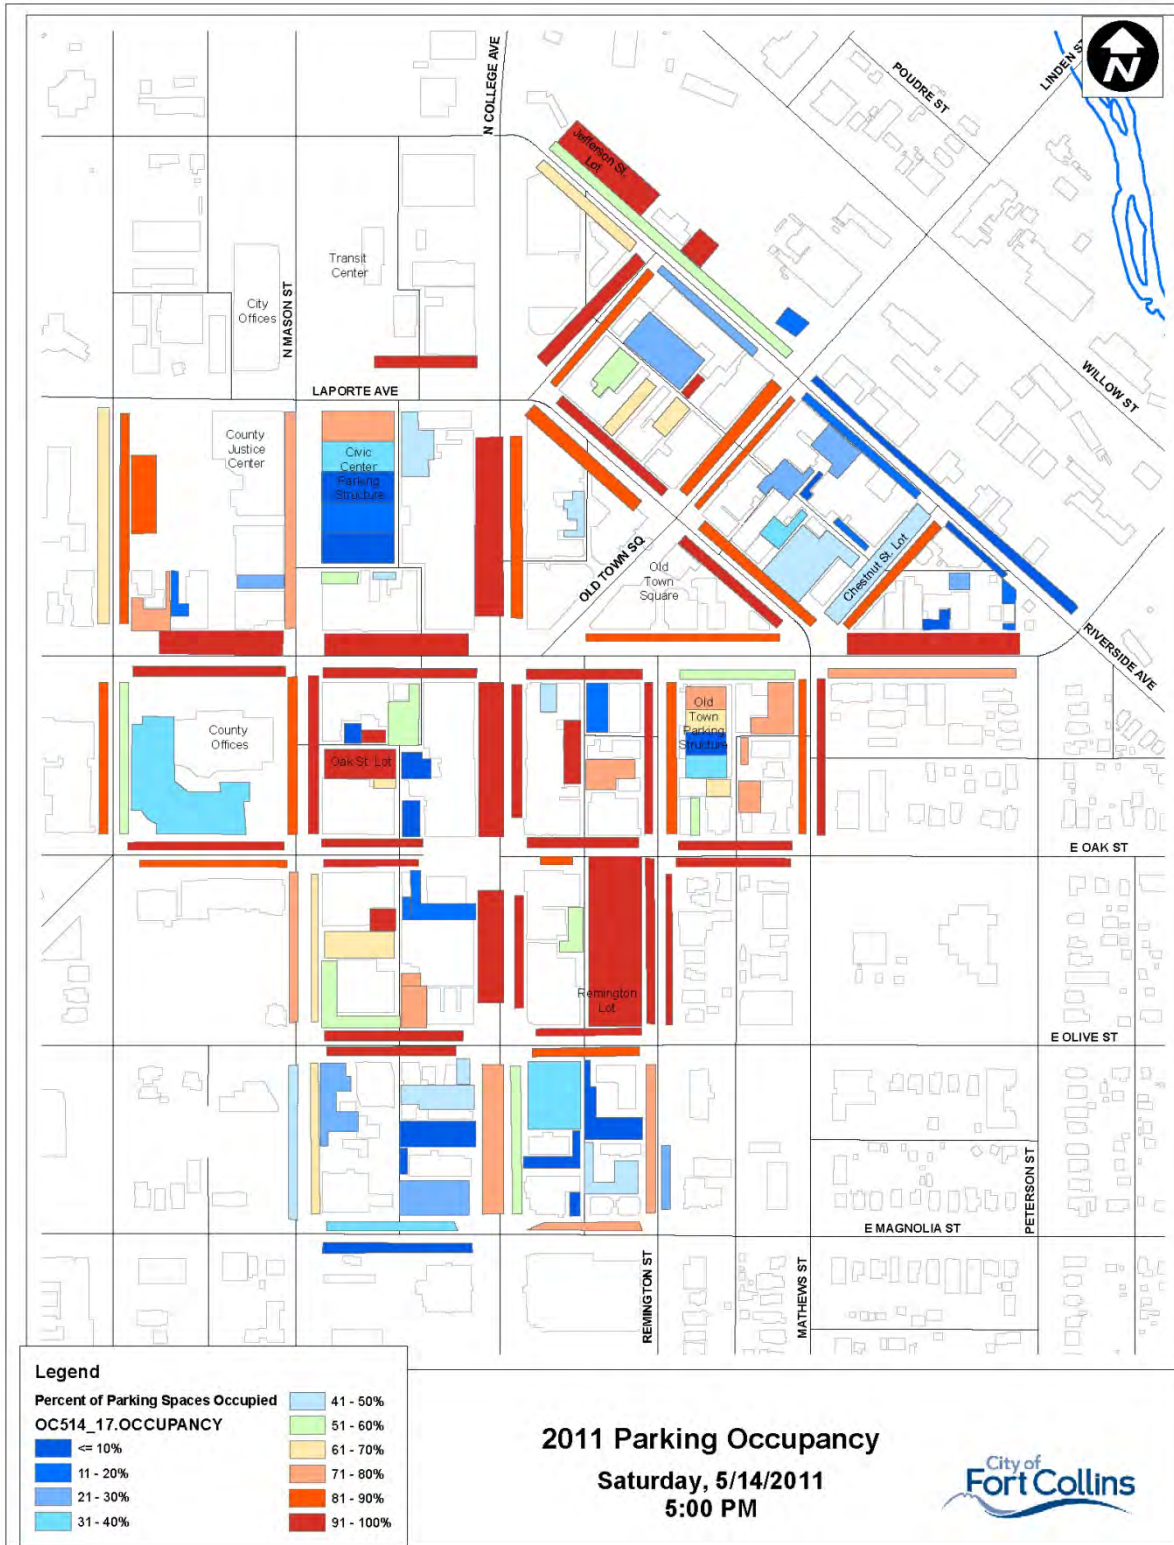 N
N COLLEGE AVE
POUDRE ST
LINDEN ST
Jefferson St.
Lot
Transit
Center
City
Offices
N MASON ST
WILLOW ST
LAPORTE AVE
County
Justice
Center
Civic
Center
Parking
Structure
OLD TOWN SQ
Old
Town
Square
Chestnut St. Lot
RIVERSIDE AVE
County
Offices
Oak St. Lot
Old
Town
Parking
Structure
E OAK ST
Remington
Lot
E OLIVE ST
PETERSON ST
E MAGNOLIA ST
REMINGTON ST
MATHEWS ST
Legend
Percent of Parking Spaces Occupied
OC514_17.OCCUPANCY
<= 10%
11 - 20%
21 - 30%
31 - 40%
41 - 50%
51 - 60%
61 - 70%
71 - 80%
81 - 90%
91 - 100%
2011 Parking Occupancy
Saturday, 5/14/2011
5:00 PM
City of
Fort Collins